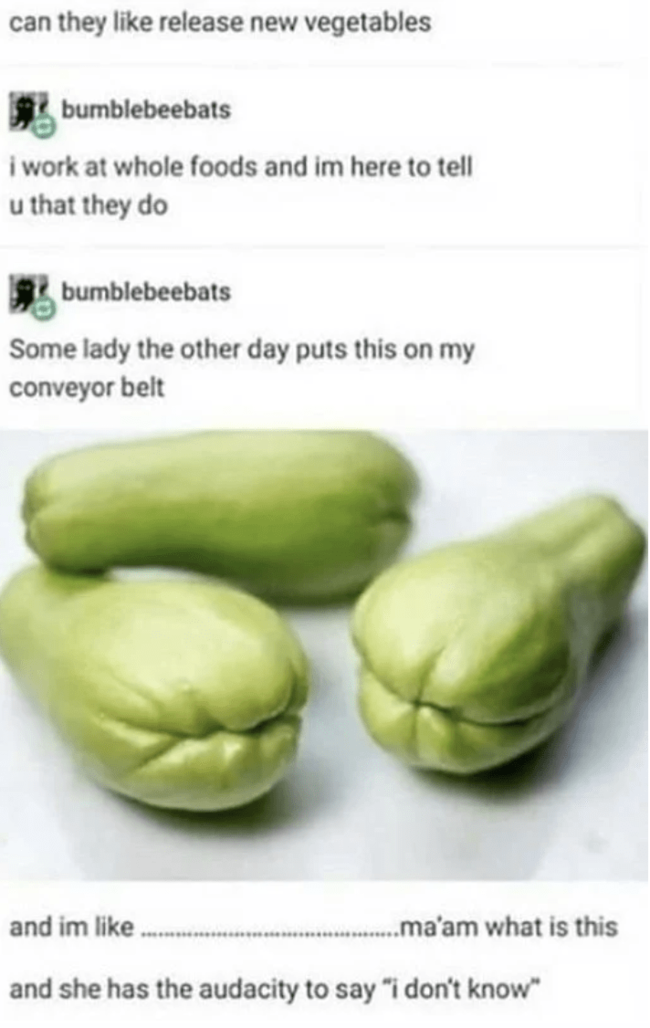 can they like release new vegetables
bumblebeebats
i work at whole foods and im here to tell
u that they do
bumblebeebats
Some lady the other day puts this on my
conveyor belt
and im like .............................................ma'am what is this
and she has the audacity to say "i don't know"